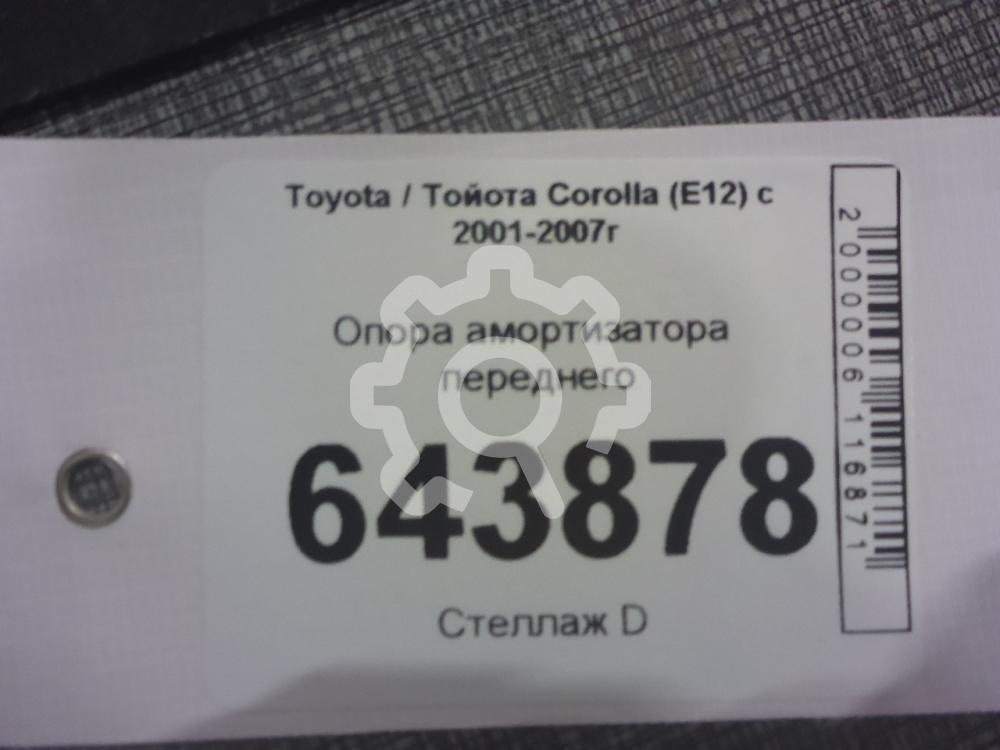 Toyota / Тойота Corolla (E12) с
2001-2007г
Опора амортизатора
переднего
643878
Стеллаж D
2000006116871